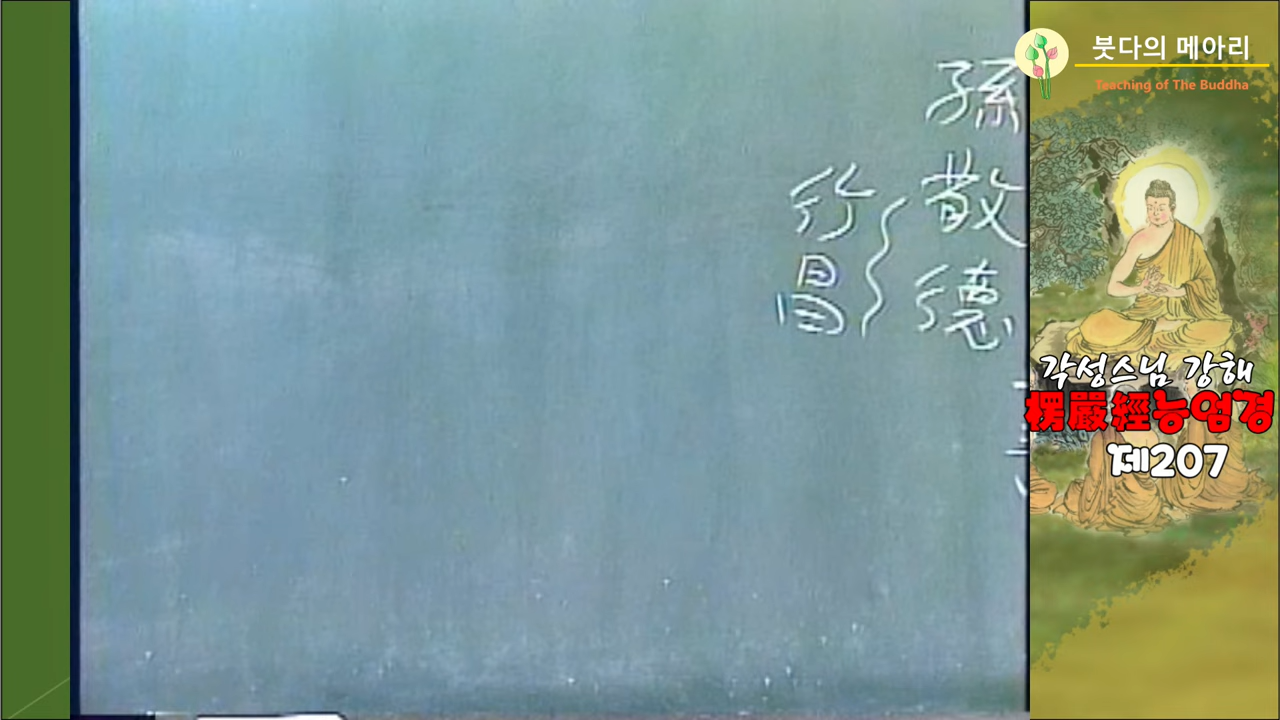 孫敬德
行昌
붓다의 메아리
Teaching of The Buddha
각성스님 강해
楞嚴經능엄경
제207